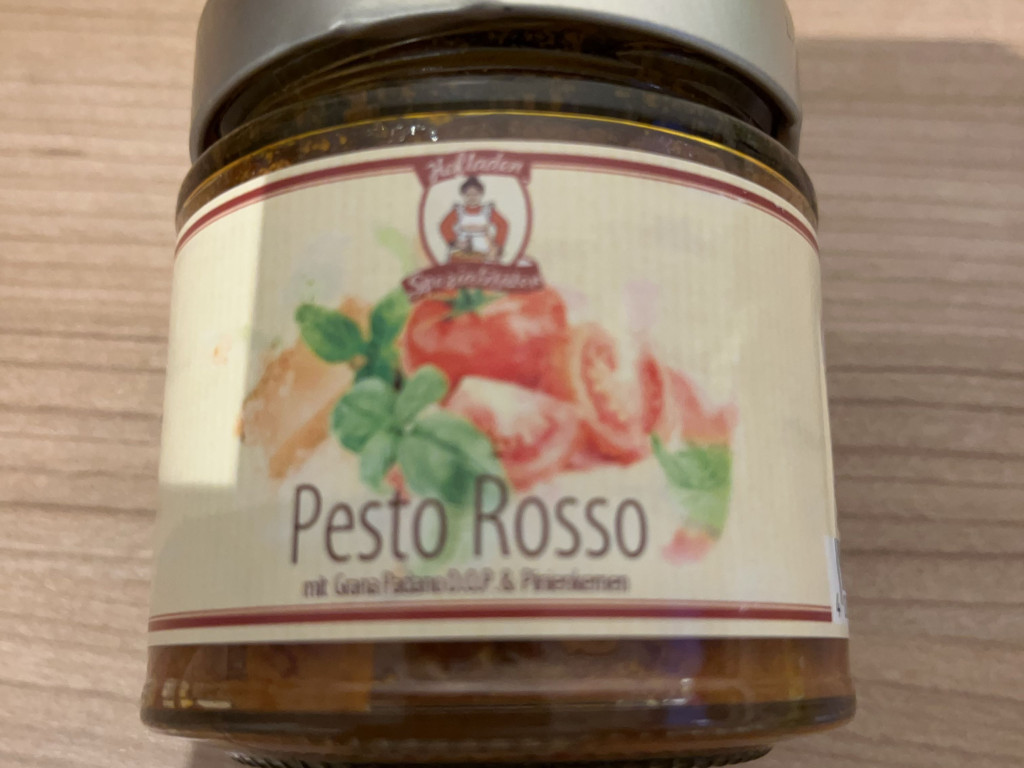 Hofladen
Spezialitäten
Pesto Rosso
mit Grana Padano D.O.P. & Pinienkernen